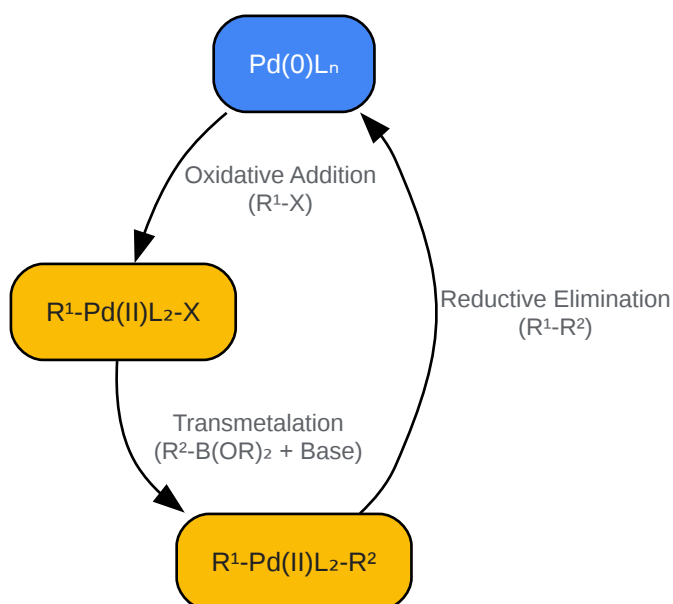 Pd(0)Lₙ
Oxidative Addition
(R¹-X)
R¹-Pd(II)L₂-X
Reductive Elimination
(R¹-R²)
Transmetalation
(R²-B(OR)₂ + Base)
R¹-Pd(II)L₂-R²